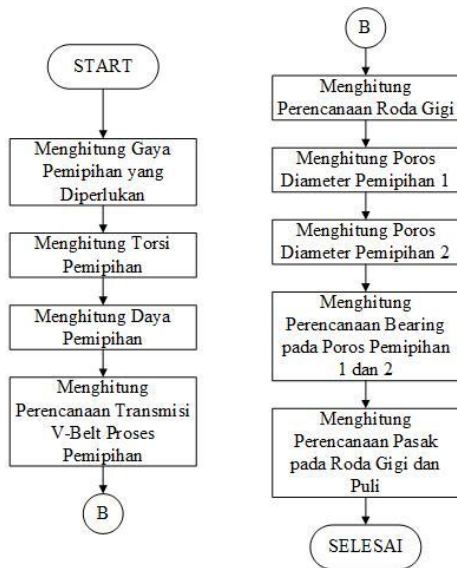 START
Menghitung Gaya
Pemipihan yang
Diperlukan
Menghitung Torsi
Pemipihan
Menghitung Daya
Pemipihan
Menghitung
Perencanaan Transmisi
V-Belt Proses
Pemipihan
B
B
Menghitung
Perencanaan Roda Gigi
Menghitung Poros
Diameter Pemipihan 1
Menghitung Poros
Diameter Pemipihan 2
Menghitung
Perencanaan Bearing
pada Poros Pemipihan
1 dan 2
Menghitung
Perencanaan Pasak
pada Roda Gigi dan
Puli
SELESAI